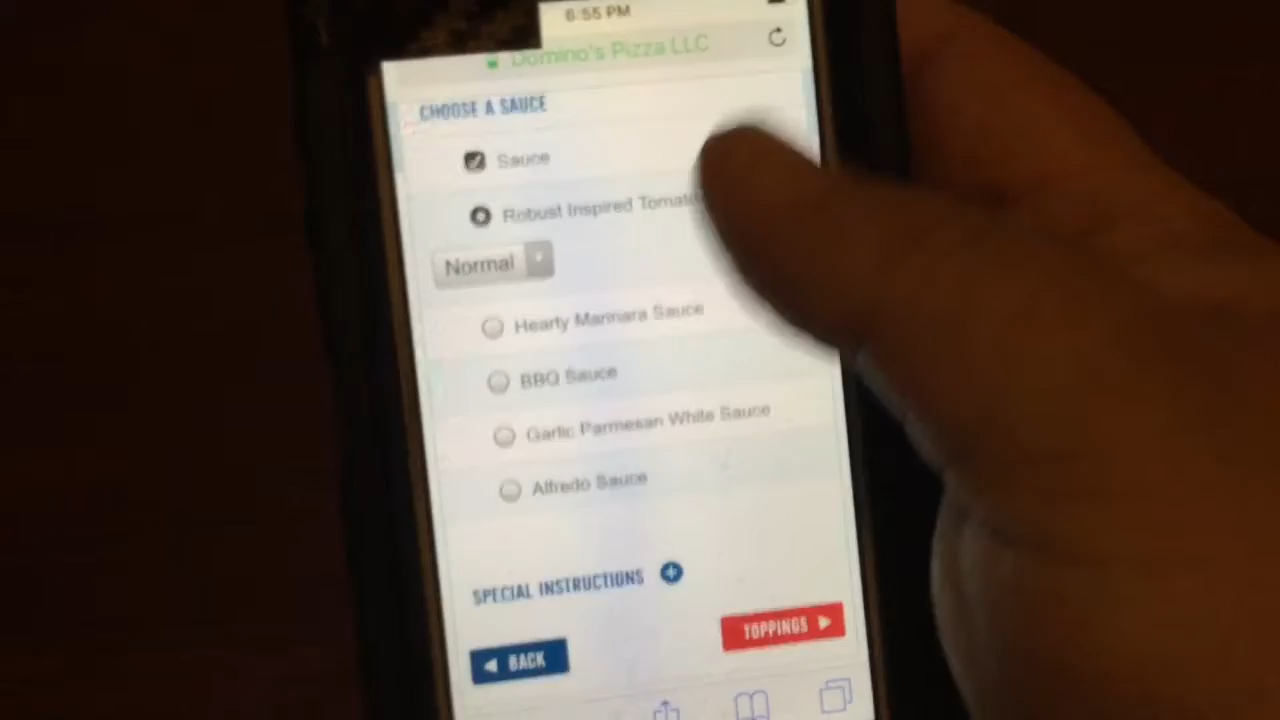 6:55 PM
Domino's Pizza LLC
CHOOSE A SAUCE
Sauce
Robust Inspired
Normal
Hearty Marinara Sauce
BBQ Sauce
Garlic Parmesan White Sauce
Alfredo Sauce
SPECIAL INSTRUCTIONS
TOPPINGS
BACK